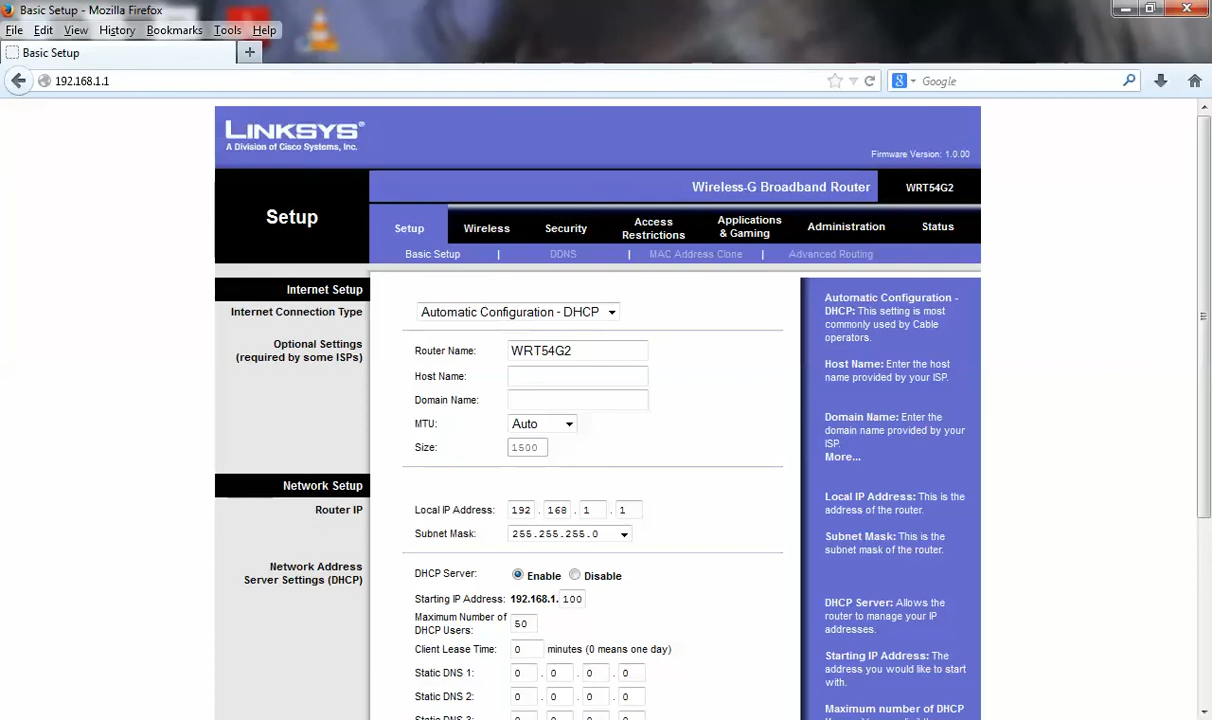 Basic Setup - Mozilla Firefox
File Edit View History Bookmarks Tools Help
Basic Setup
192.168.1.1
Google
LINKSYS®
A Division of Cisco Systems, Inc.
Firmware Version: 1.0.00
Wireless-G Broadband Router WRT54G2
Setup
Setup Wireless Security Access Restrictions Applications & Gaming Administration Status
Basic Setup | DDNS | MAC Address Clone | Advanced Routing
Internet Setup
Internet Connection Type
Automatic Configuration - DHCP
Optional Settings
(required by some ISPs)
Router Name: WRT54G2
Host Name:
Domain Name:
MTU: Auto
Size: 1500
Network Setup
Router IP
Local IP Address: 192 . 168 . 1 . 1
Subnet Mask: 255.255.255.0
Network Address
Server Settings (DHCP)
DHCP Server: Enable Disable
Starting IP Address: 192.168.1. 100
Maximum Number of
DHCP Users: 50
Client Lease Time: 0 minutes (0 means one day)
Static DNS 1: 0 . 0 . 0 . 0
Static DNS 2: 0 . 0 . 0 . 0
Automatic Configuration -
DHCP: This setting is most
commonly used by Cable
operators.
Host Name: Enter the host
name provided by your ISP.
Domain Name: Enter the
domain name provided by your
ISP.
More...
Local IP Address: This is the
address of the router.
Subnet Mask: This is the
subnet mask of the router.
DHCP Server: Allows the
router to manage your IP
addresses.
Starting IP Address: The
address you would like to start
with.
Maximum number of DHCP